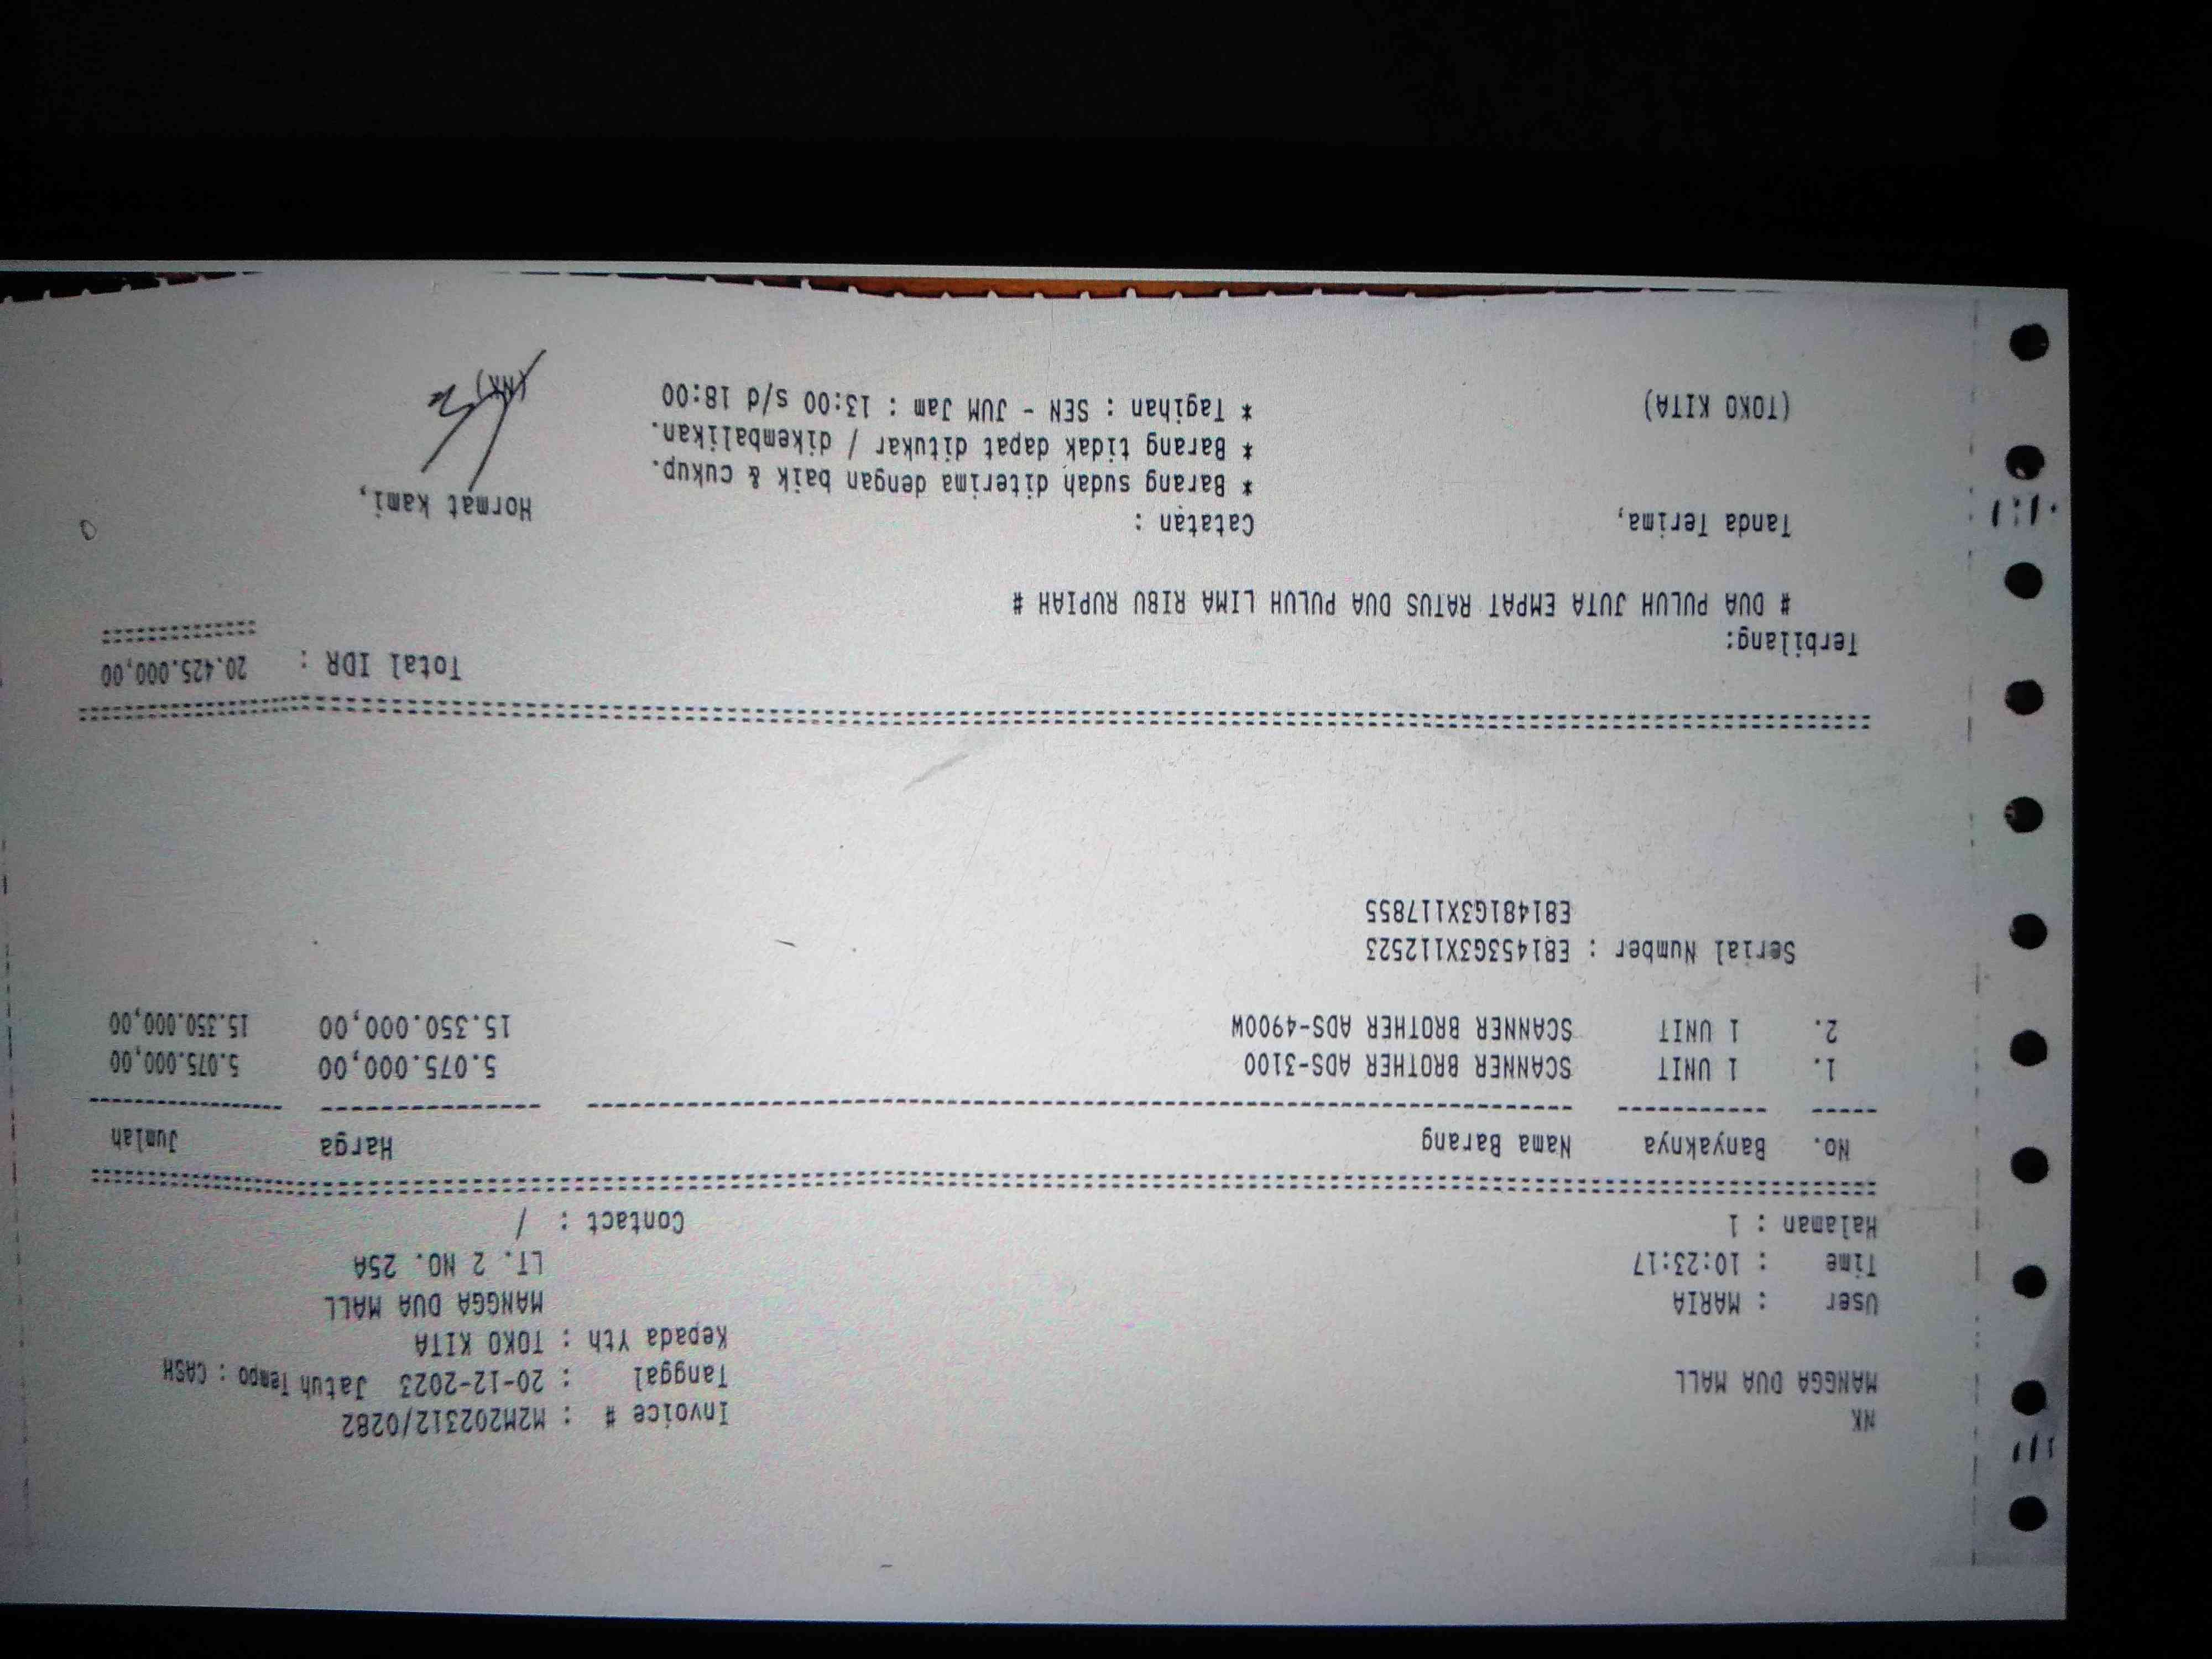 NK
MANGGA DUA MALL
Invoice # : M2M202312/0282
Tanggal : 20-12-2023 Jatuh Tempo : CASH
Kepada Yth : TOKO KITA
MANGGA DUA MALL
LT. 2 NO. 25A
Contact : /
User : MARIA
Time : 10:23:17
Halaman : 1
No. Banyaknya Nama Barang Harga Jumlah
1. 1 UNIT SCANNER BROTHER ADS-3100 5.075.000,00 5.075.000,00
2. 1 UNIT SCANNER BROTHER ADS-4900W 15.350.000,00 15.350.000,00
Serial Number : E81453G3X112523
E81481G3X117855
Total IDR : 20.425.000,00
Terbilang:
# DUA PULUH JUTA EMPAT RATUS DUA PULUH LIMA RIBU RUPIAH #
Tanda Terima,
(TOKO KITA)
Catatan :
* Barang sudah diterima dengan baik & cukup.
* Barang tidak dapat ditukar / dikembalikan.
* Tagihan : SEN - JUM Jam : 13:00 s/d 18:00
Hormat kami,
(NK)